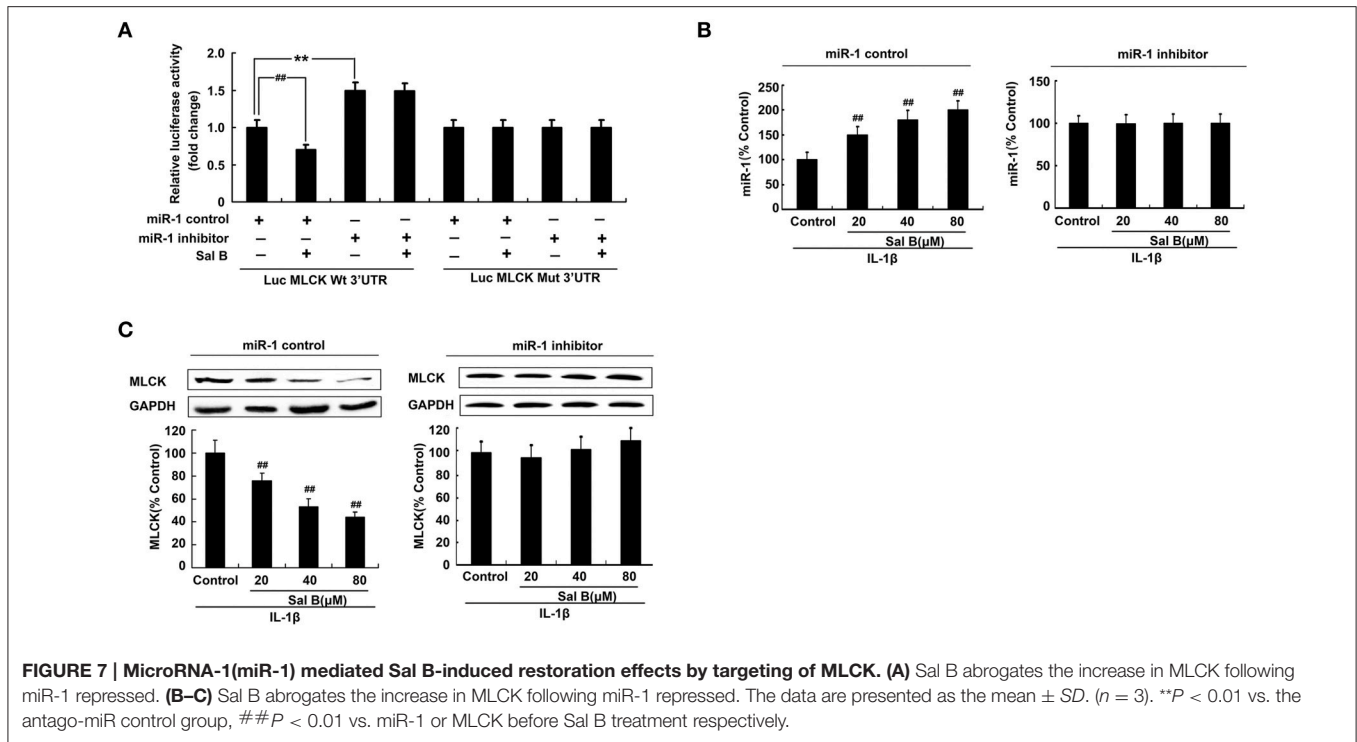 A
Relative luciferase activity
(fold change)
2.0
1.5
1.0
0.5
0
**
##
miR-1 control + + – – + + – –
miR-1 inhibitor – – + + – – + +
Sal B – + – + – + – +
Luc MLCK Wt 3'UTR Luc MLCK Mut 3'UTR
B
miR-1 control
miR-1 (% Control)
250
200
150
100
50
0
## ## ##
Control 20 40 80
Sal B(μM)
IL-1β
miR-1 inhibitor
miR-1(% Control)
150
100
50
0
Control 20 40 80
Sal B(μM)
IL-1β
C
miR-1 control
MLCK
GAPDH
MLCK(% Control)
120
100
80
60
40
20
0
## ## ##
Control 20 40 80
Sal B(μM)
IL-1β
miR-1 inhibitor
MLCK
GAPDH
MLCK(% Control)
120
100
80
60
40
20
0
Control 20 40 80
Sal B(μM)
IL-1β
FIGURE 7 | MicroRNA-1(miR-1) mediated Sal B-induced restoration effects by targeting of MLCK. (A) Sal B abrogates the increase in MLCK following
miR-1 repressed. (B–C) Sal B abrogates the increase in MLCK following miR-1 repressed. The data are presented as the mean ± SD. (n = 3). **P < 0.01 vs. the
antago-miR control group, ##P < 0.01 vs. miR-1 or MLCK before Sal B treatment respectively.